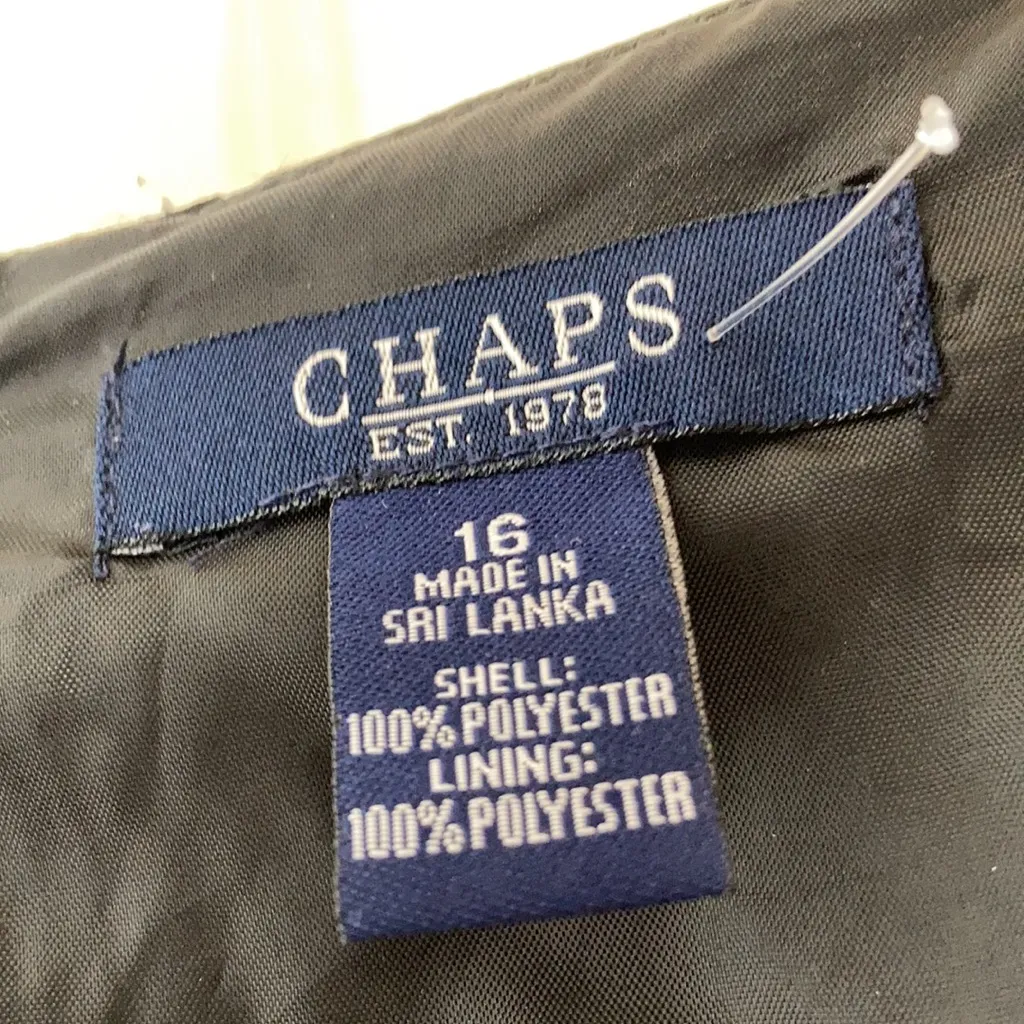 CHAPS
EST. 1978
16
MADE IN
SRI LANKA
SHELL:
100% POLYESTER
LINING:
100% POLYESTER